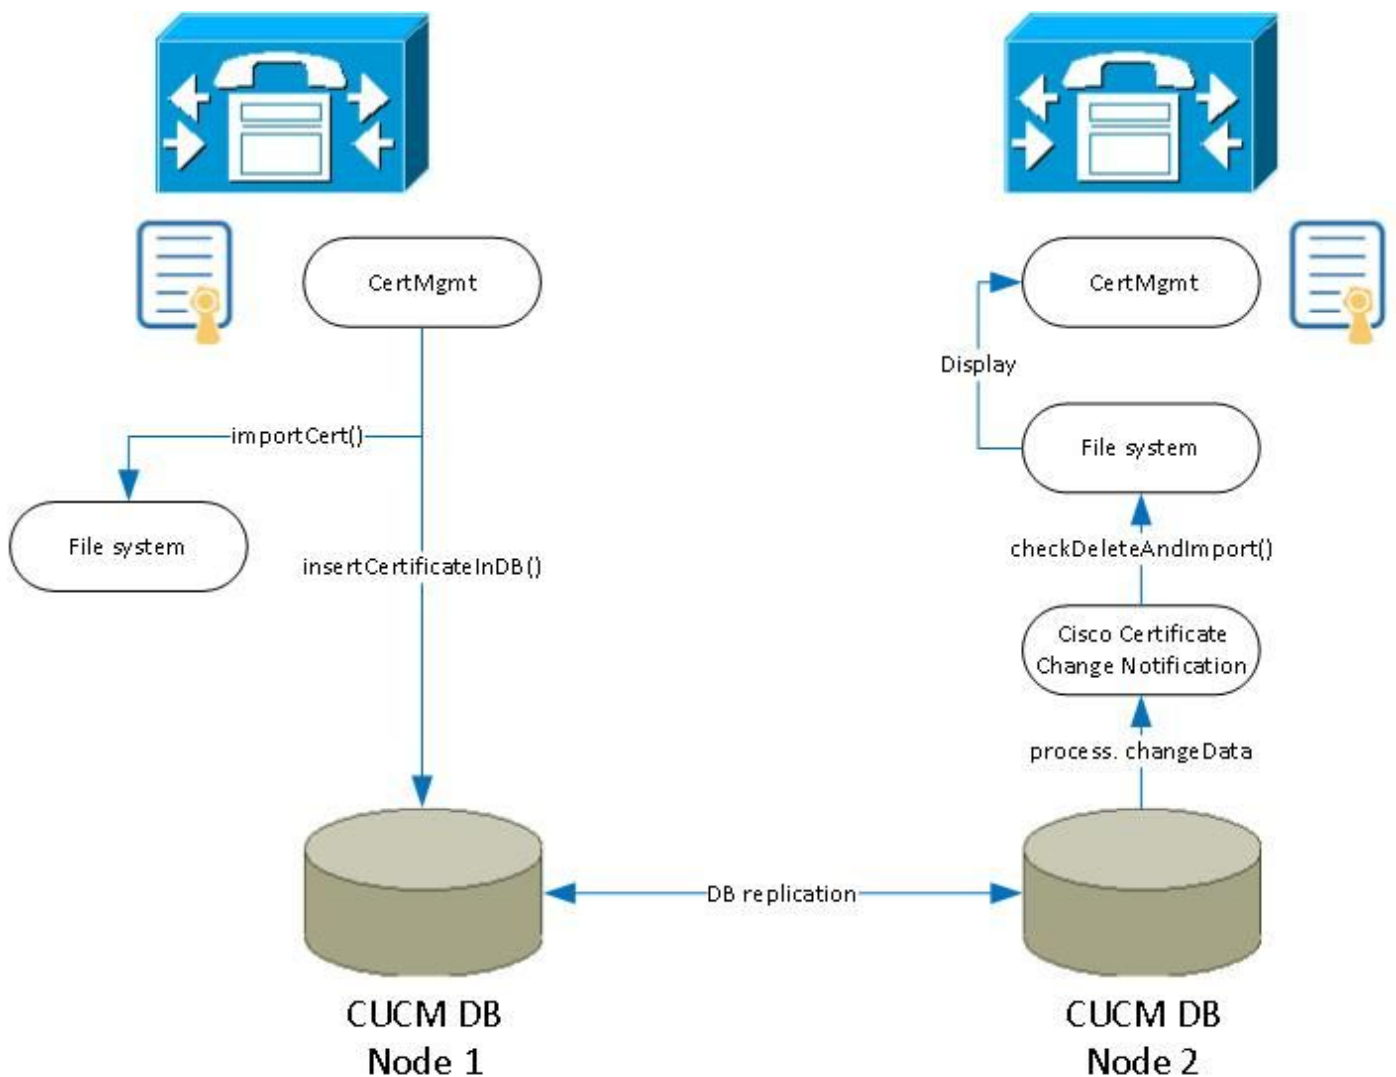 CertMgmt
importCert()
File system
insertCertificateInDB()
CUCM DB
Node 1
DB replication
CertMgmt
Display
File system
checkDeleteAndImport()
Cisco Certificate
Change Notification
process. changeData
CUCM DB
Node 2